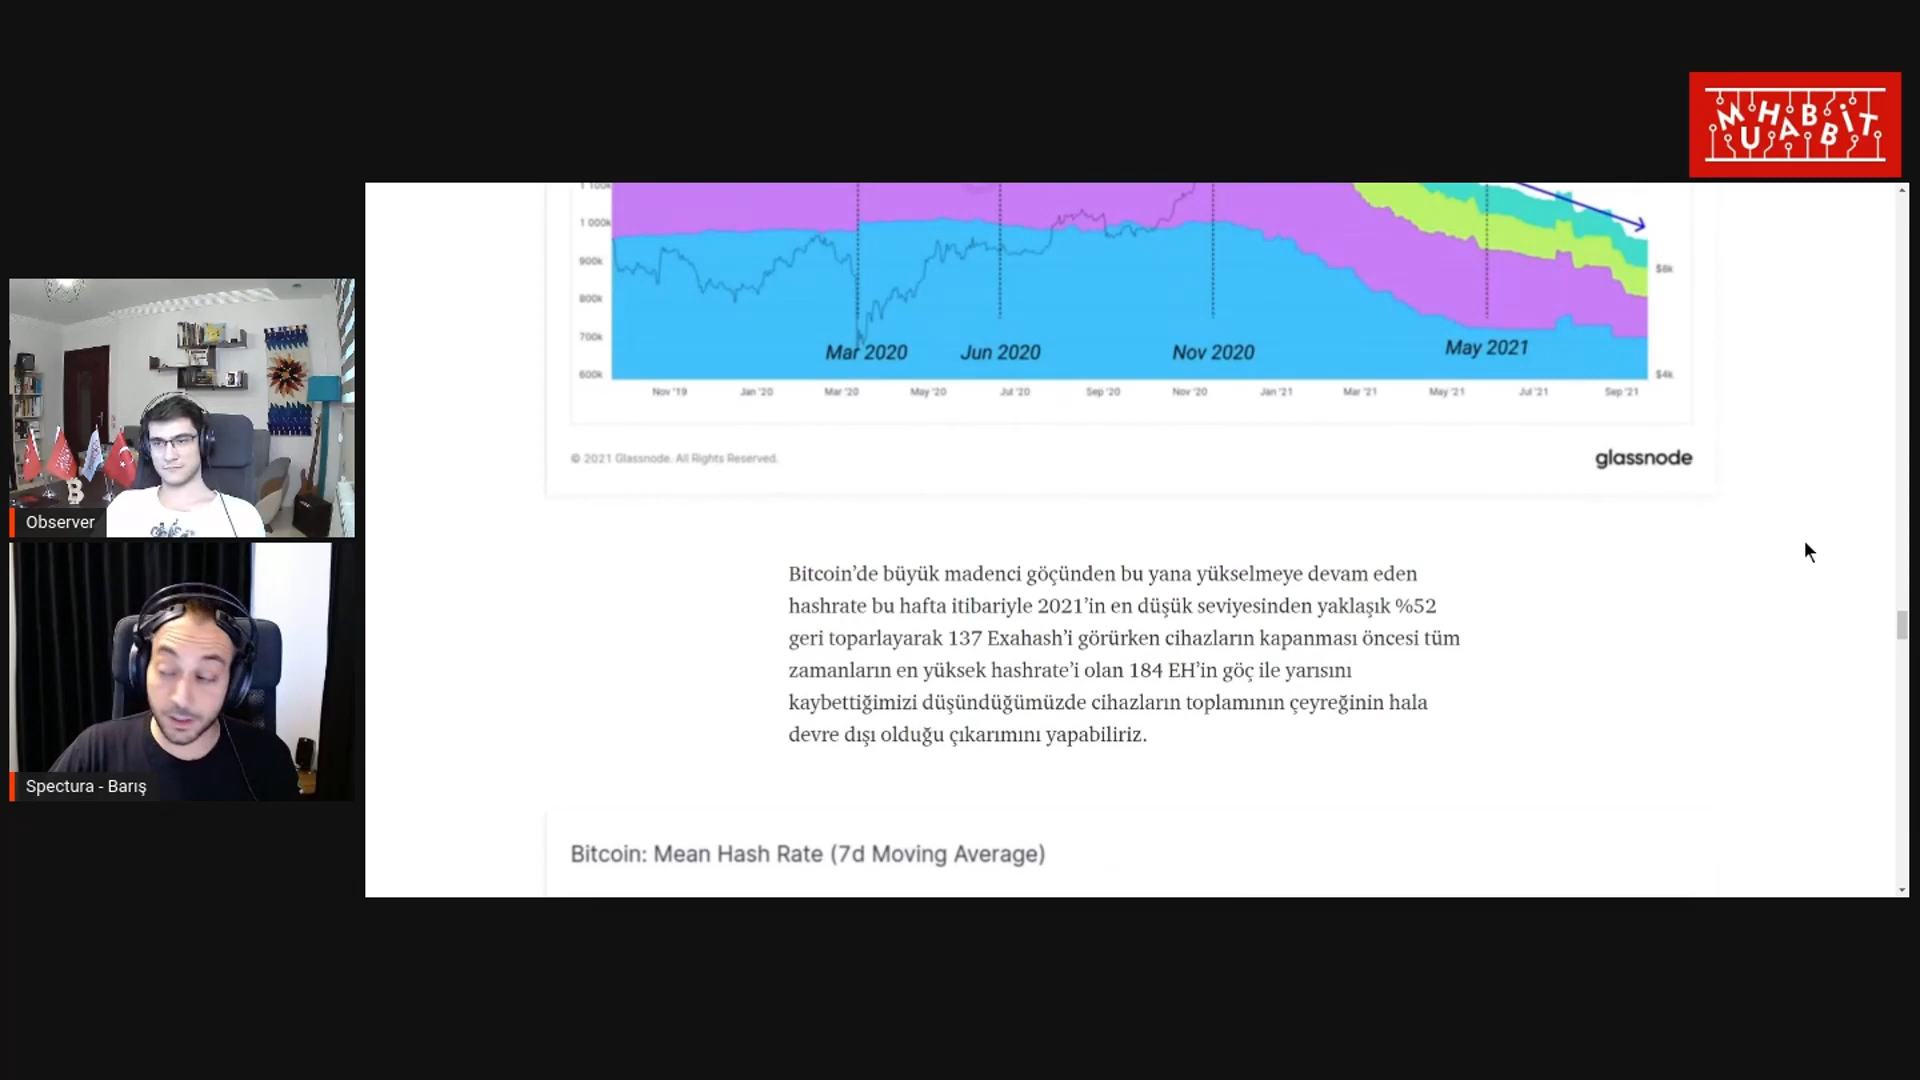 MUHABBİT
1 100k
1 000k
900k
800k
700k
600k
$8k
$4k
Mar 2020
Jun 2020
Nov 2020
May 2021
Nov '19
Jan '20
Mar '20
May '20
Jul '20
Sep '20
Nov '20
Jan '21
Mar '21
May '21
Jul '21
Sep '21
© 2021 Glassnode. All Rights Reserved.
glassnode
Observer
Bitcoin’de büyük madenci göçünden bu yana yükselmeye devam eden
hashrate bu hafta itibariyle 2021’in en düşük seviyesinden yaklaşık %52
geri toparlayarak 137 Exahash’i görürken cihazların kapanması öncesi tüm
zamanların en yüksek hashrate’i olan 184 EH’in göç ile yarısını
kaybettiğimizi düşündüğümüzde cihazların toplamının çeyreğinin hala
devre dışı olduğu çıkarımını yapabiliriz.
Spectura - Barış
Bitcoin: Mean Hash Rate (7d Moving Average)